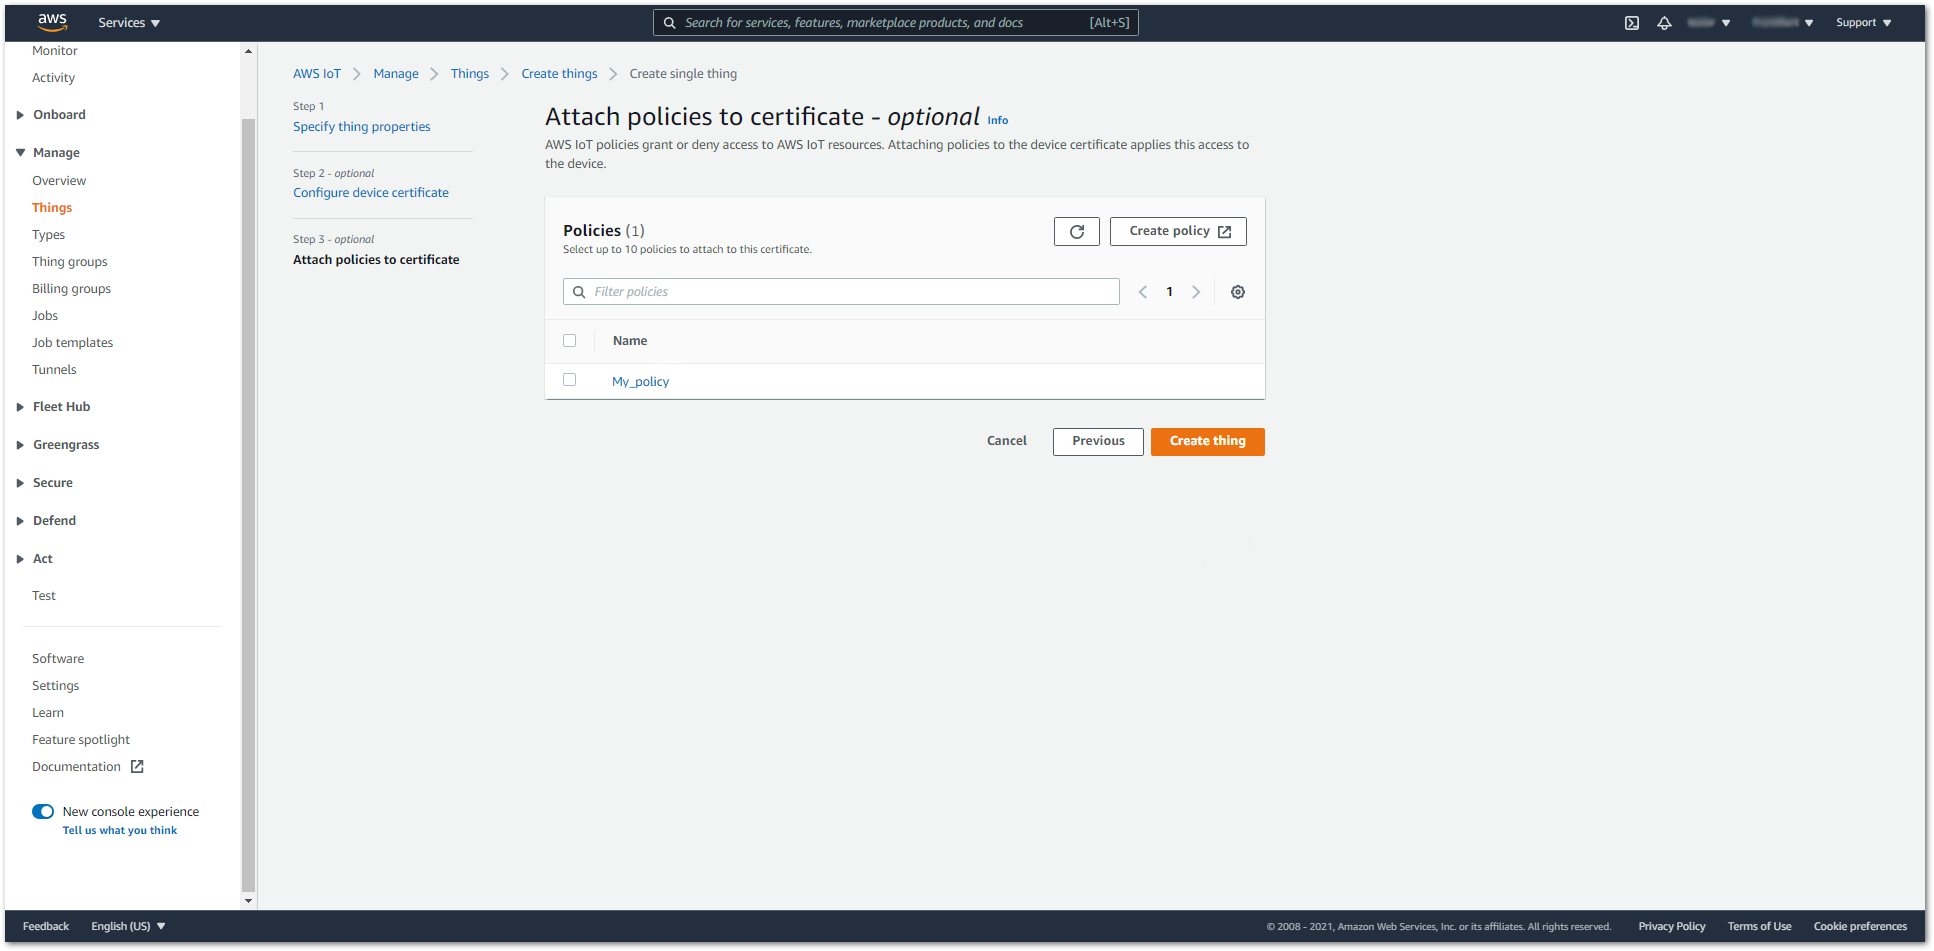 aws
Services
Search for services, features, marketplace products, and docs [Alt+S]
Support
Monitor
Activity
Onboard
Manage
Overview
Things
Types
Thing groups
Billing groups
Jobs
Job templates
Tunnels
Fleet Hub
Greengrass
Secure
Defend
Act
Test
Software
Settings
Learn
Feature spotlight
Documentation
New console experience
Tell us what you think
AWS IoT Manage Things Create things Create single thing
Step 1
Specify thing properties
Step 2 - optional
Configure device certificate
Step 3 - optional
Attach policies to certificate
Attach policies to certificate - optional Info
AWS IoT policies grant or deny access to AWS IoT resources. Attaching policies to the device certificate applies this access to
the device.
Policies (1)
Select up to 10 policies to attach to this certificate.
Create policy
Filter policies
1
Name
My_policy
Cancel
Previous
Create thing
Feedback
English (US)
© 2008 - 2021, Amazon Web Services, Inc. or its affiliates. All rights reserved.
Privacy Policy
Terms of Use
Cookie preferences